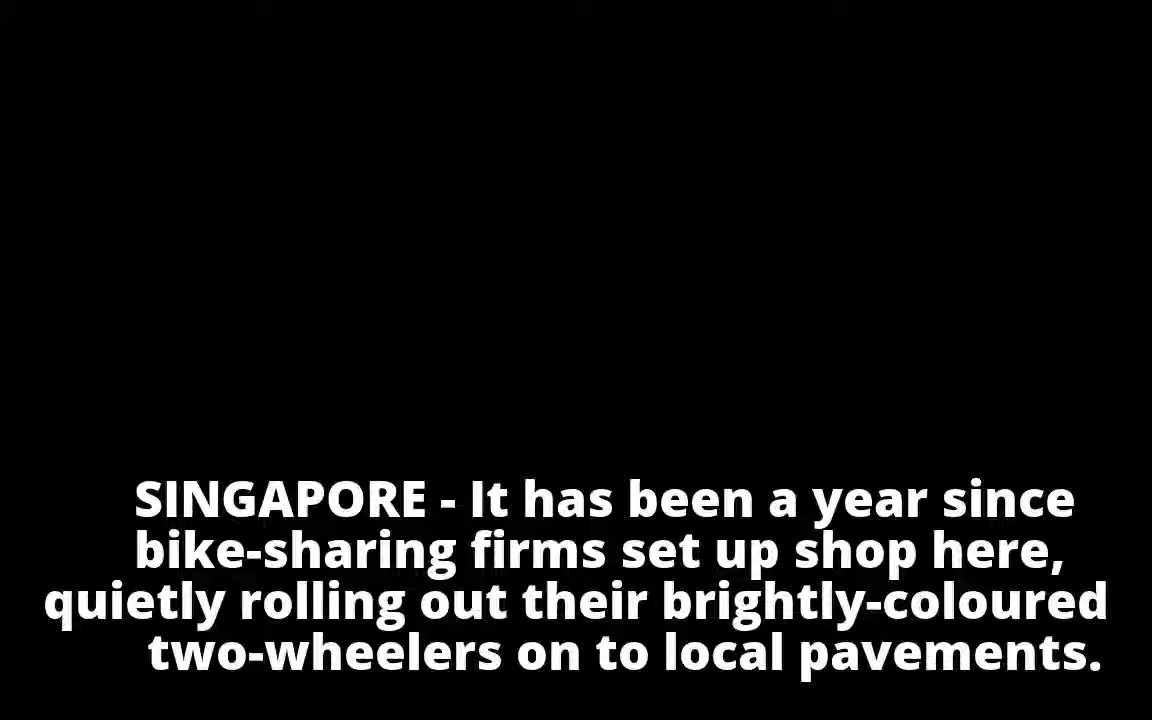 SINGAPORE - It has been a year since
bike-sharing firms set up shop here,
quietly rolling out their brightly-coloured
two-wheelers on to local pavements.